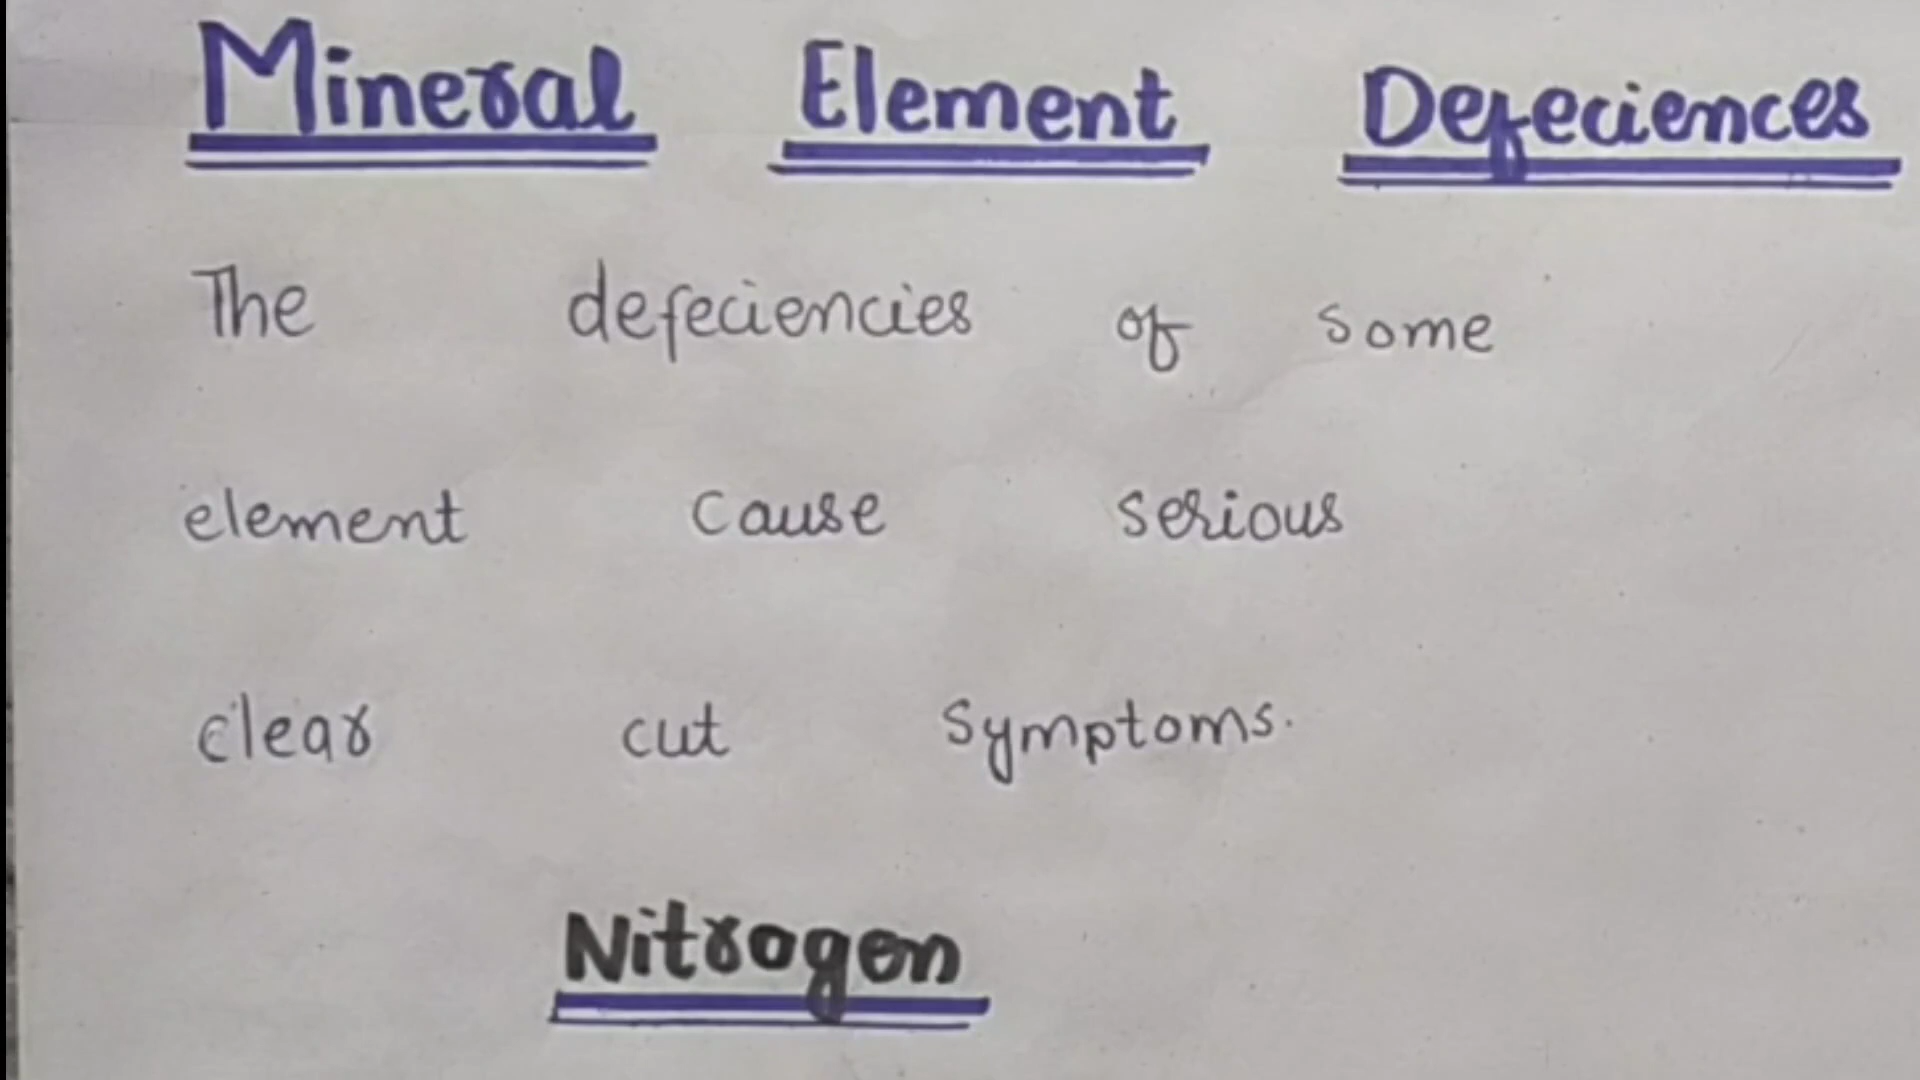 Mineral Element Defeciences
The defeciencies of some
element cause serious
clear cut symptoms.
Nitrogen